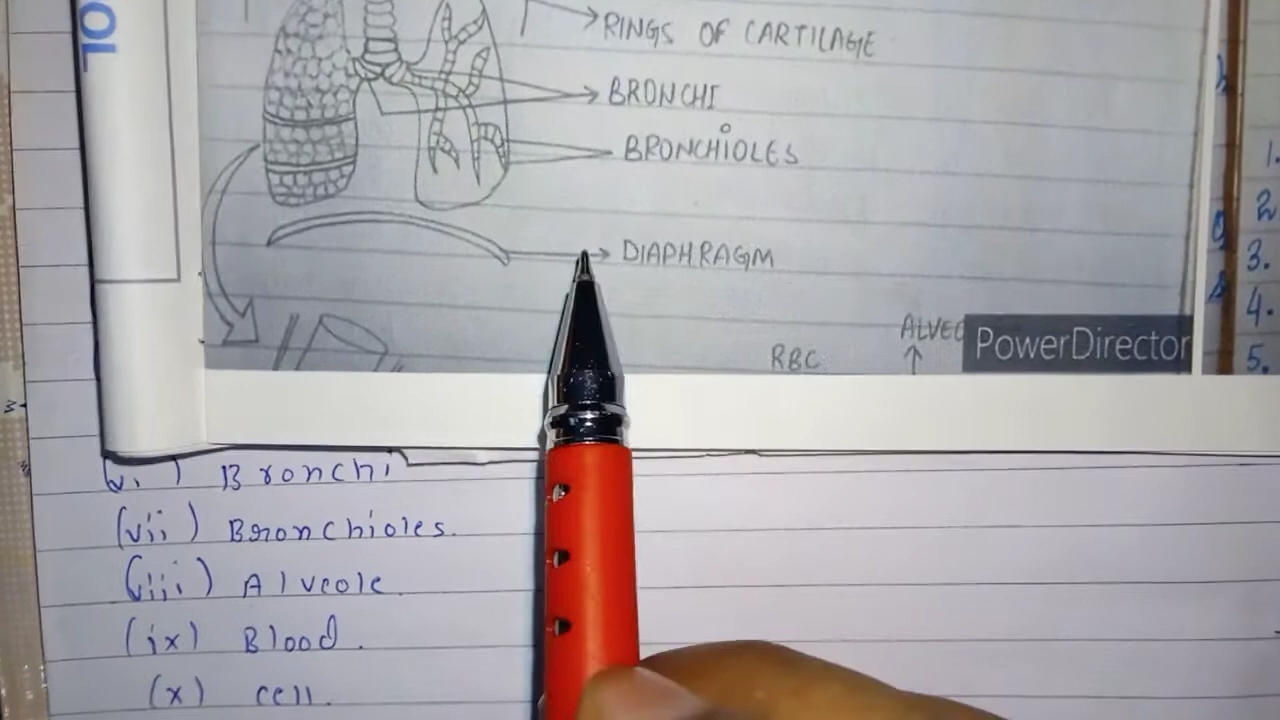 OL
RINGS OF CARTILAGE
BRONCHI
BRONCHIOLES
DIAPHRAGM
RBC
PowerDirector
1.
2
3.
4.
5.
Bronchi
(vii) Bronchioles.
(viii) Alveole.
(ix) Blood.
(x) cell.